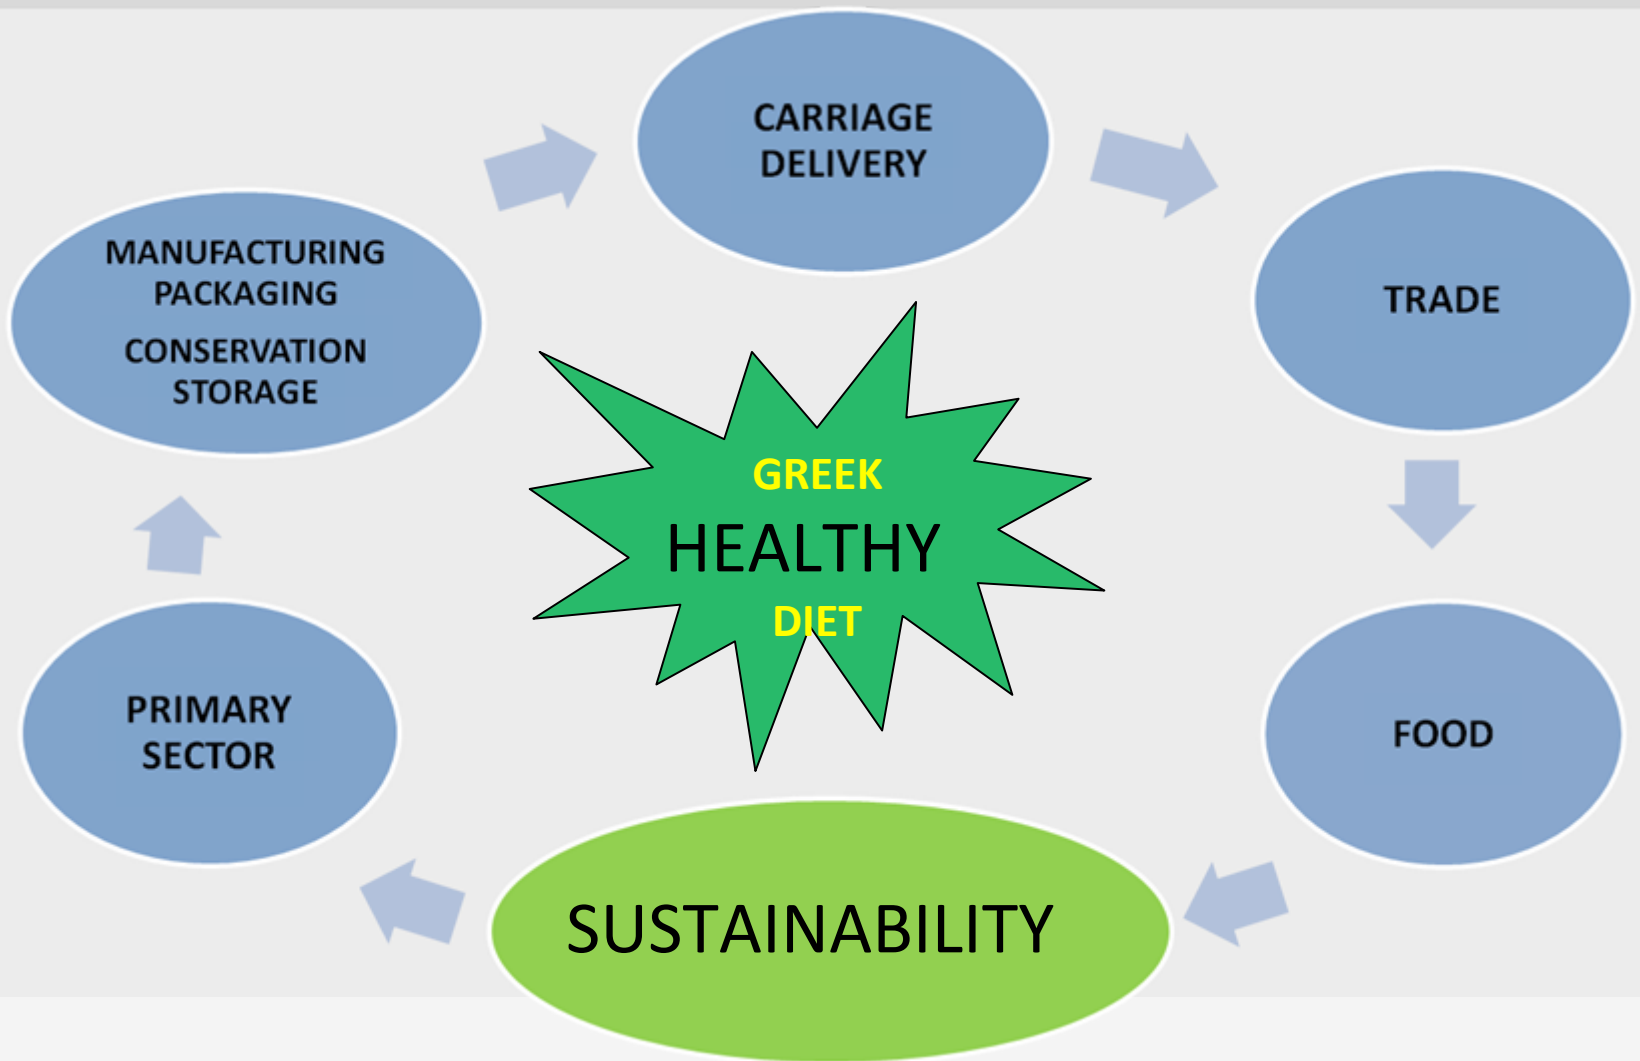 CARRIAGE
DELIVERY
MANUFACTURING
PACKAGING
CONSERVATION
STORAGE
TRADE
GREEK
HEALTHY
DIET
PRIMARY
SECTOR
FOOD
SUSTAINABILITY